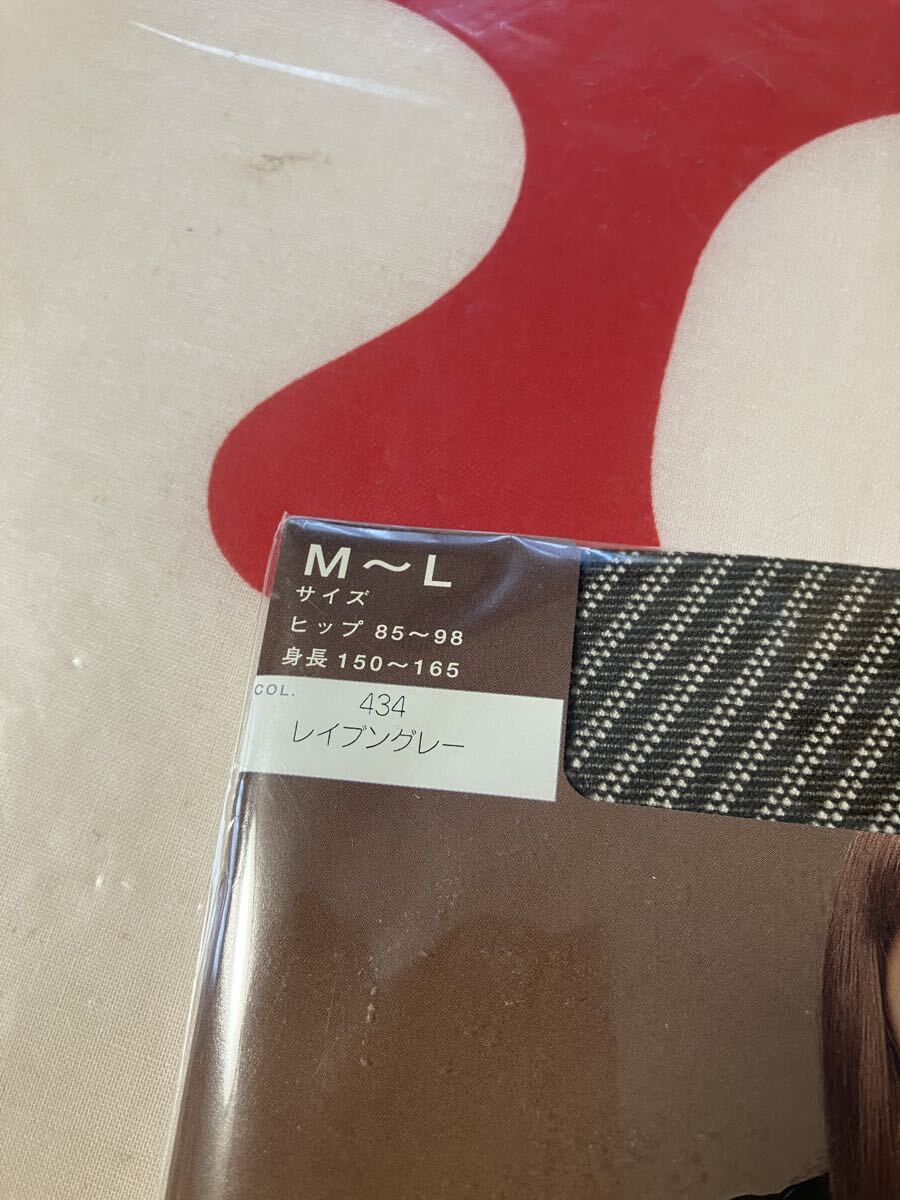 M～L
サイズ
ヒップ 85～98
身長 150～165
COL.
434
レイブングレー